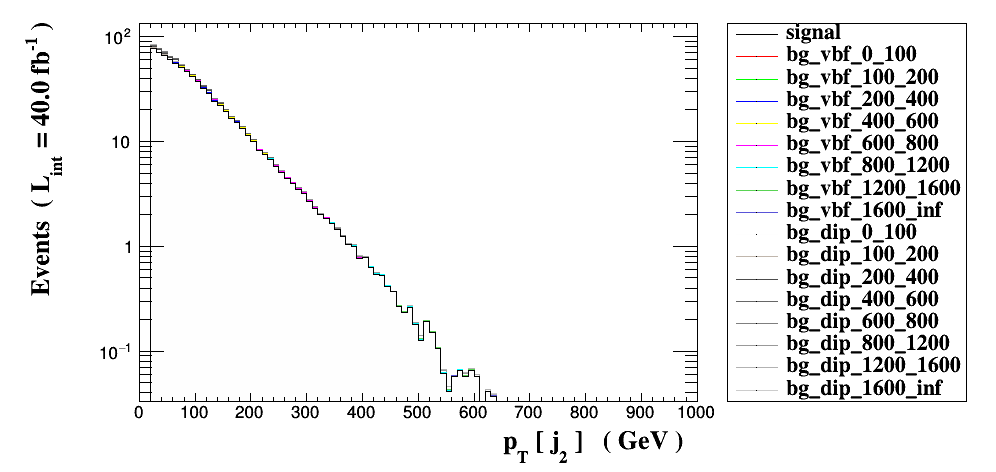 Events ( L_int = 40.0 fb^-1 )
10^2
10
1
10^-1
0 100 200 300 400 500 600 700 800 900 1000
p_T [ j_2 ] ( GeV )
signal
bg_vbf_0_100
bg_vbf_100_200
bg_vbf_200_400
bg_vbf_400_600
bg_vbf_600_800
bg_vbf_800_1200
bg_vbf_1200_1600
bg_vbf_1600_inf
bg_dip_0_100
bg_dip_100_200
bg_dip_200_400
bg_dip_400_600
bg_dip_600_800
bg_dip_800_1200
bg_dip_1200_1600
bg_dip_1600_inf